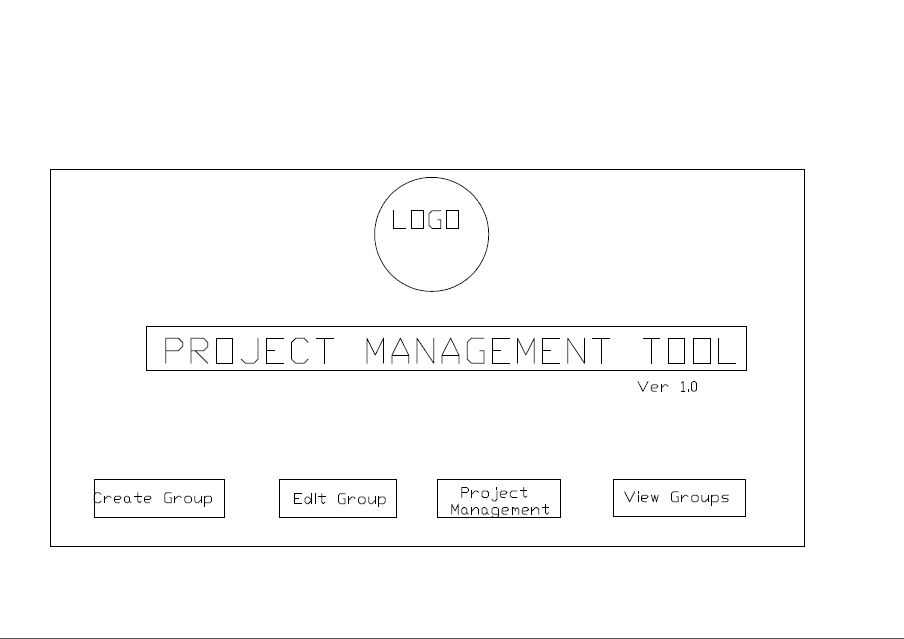 LOGO
PROJECT MANAGEMENT TOOL
Ver 1.0
Create Group
Edit Group
Project
Management
View Groups